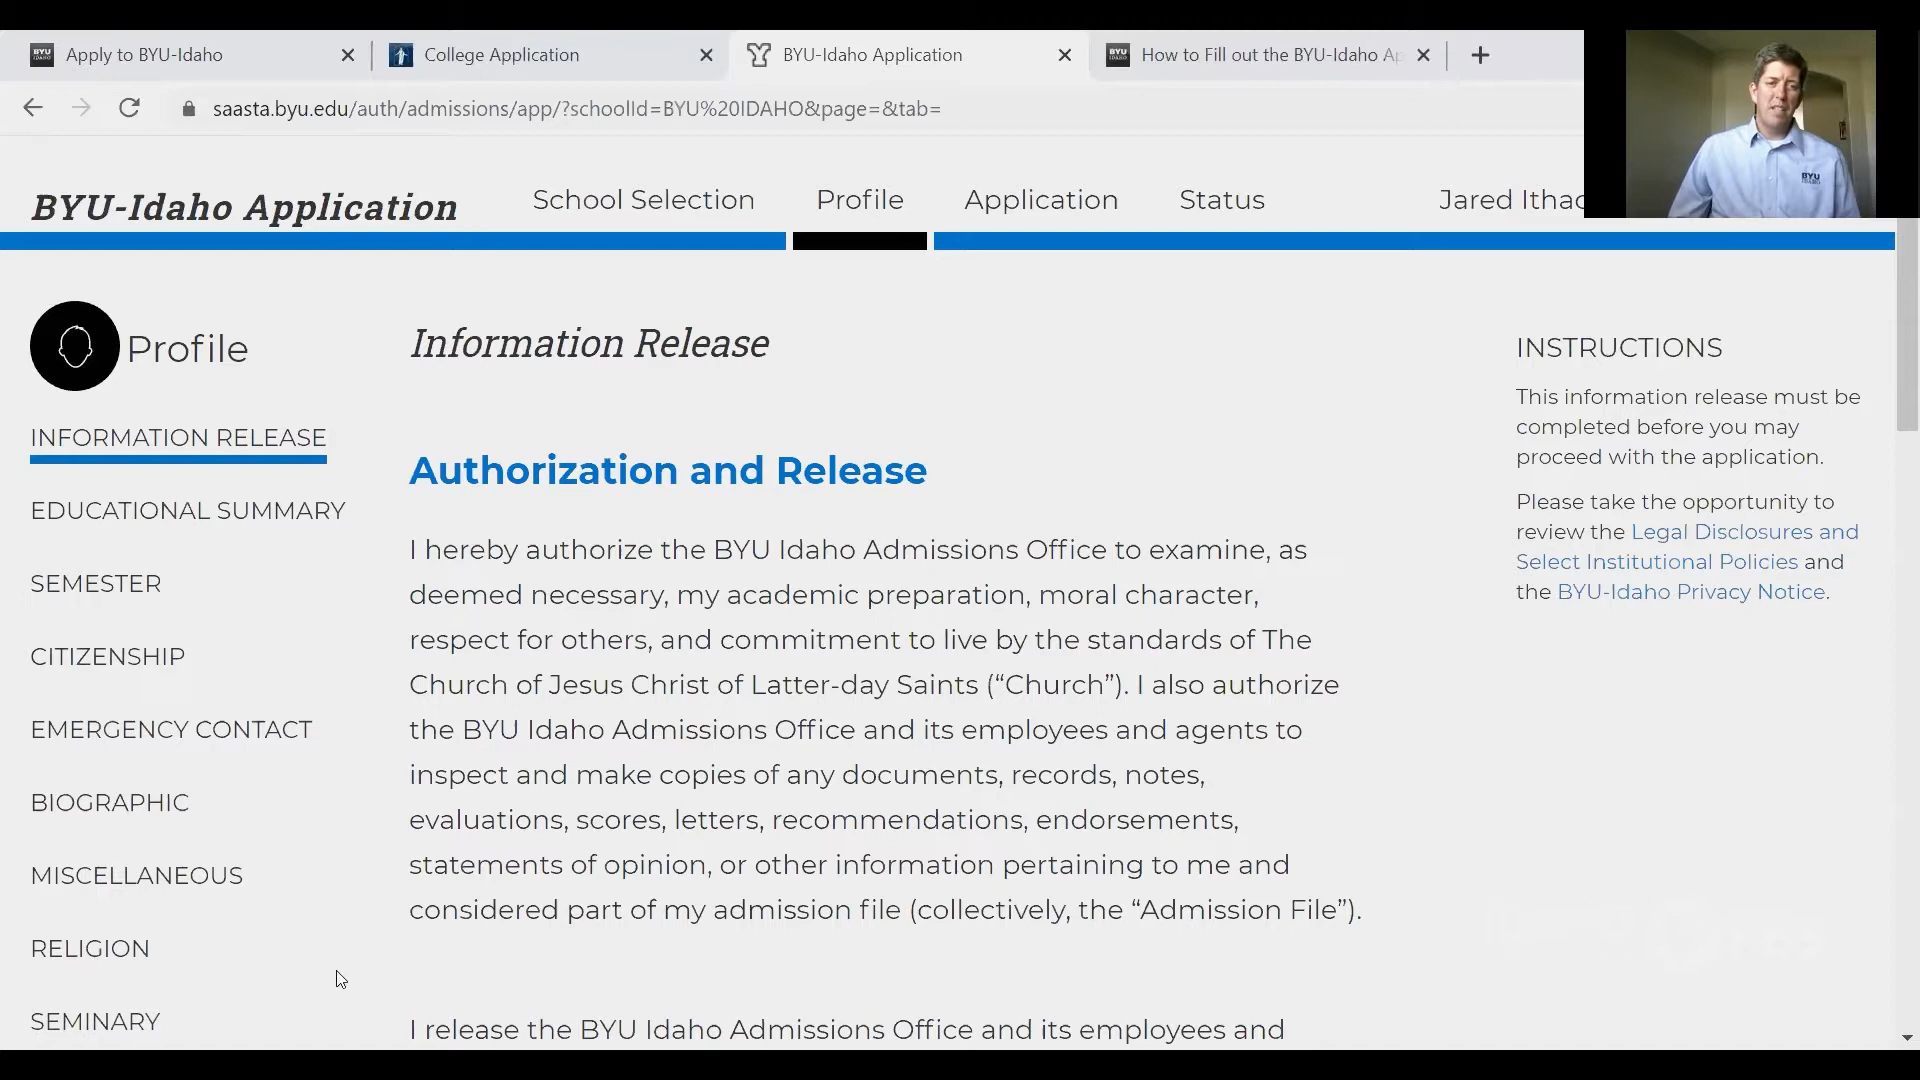 Apply to BYU-Idaho
College Application
BYU-Idaho Application
How to Fill out the BYU-Idaho Ap
saasta.byu.edu/auth/admissions/app/?schoolId=BYU%20IDAHO&page=&tab=
BYU-Idaho Application
School Selection
Profile
Application
Status
Jared Ithac
BYU
Profile
INFORMATION RELEASE
EDUCATIONAL SUMMARY
SEMESTER
CITIZENSHIP
EMERGENCY CONTACT
BIOGRAPHIC
MISCELLANEOUS
RELIGION
SEMINARY
Information Release
Authorization and Release
I hereby authorize the BYU Idaho Admissions Office to examine, as
deemed necessary, my academic preparation, moral character,
respect for others, and commitment to live by the standards of The
Church of Jesus Christ of Latter-day Saints (“Church”). I also authorize
the BYU Idaho Admissions Office and its employees and agents to
inspect and make copies of any documents, records, notes,
evaluations, scores, letters, recommendations, endorsements,
statements of opinion, or other information pertaining to me and
considered part of my admission file (collectively, the “Admission File”).
I release the BYU Idaho Admissions Office and its employees and
INSTRUCTIONS
This information release must be
completed before you may
proceed with the application.
Please take the opportunity to
review the Legal Disclosures and
Select Institutional Policies and
the BYU-Idaho Privacy Notice.